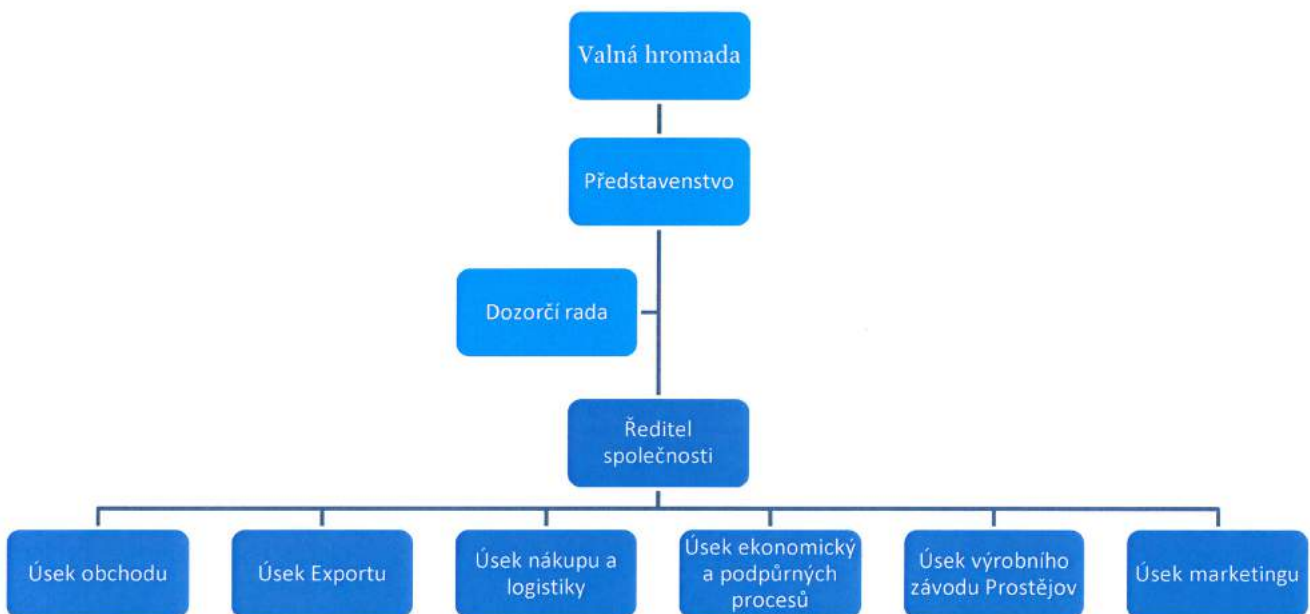 Valná hromada
Představenstvo
Dozorčí rada
Ředitel
společnosti
Úsek obchodu
Úsek Exportu
Úsek nákupu a
logistiky
Úsek ekonomický
a podpůrných
procesů
Úsek výrobního
závodu Prostějov
Úsek marketingu